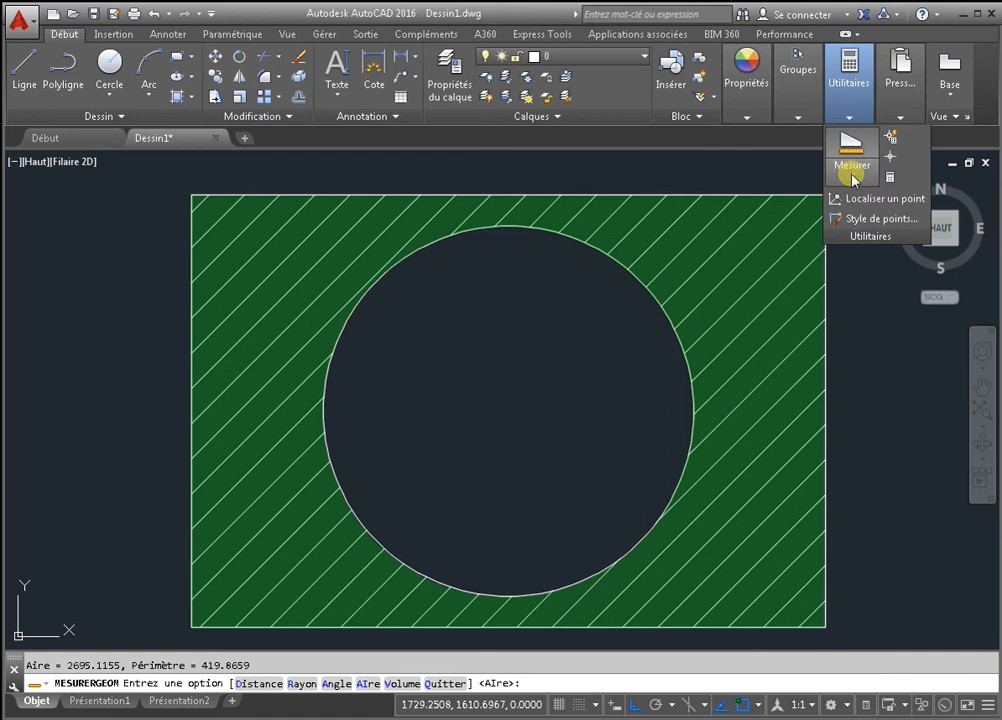 Autodesk AutoCAD 2016 Dessin1.dwg
Entrez mot-clé ou expression
Se connecter
Début Insertion Annoter Paramétrique Vue Gérer Sortie Compléments A360 Express Tools Applications associées BIM 360 Performance
0
Ligne Polyligne Cercle Arc
Texte Cote
Propriétés
du calque
Insérer
Propriétés
Groupes
Utilitaires
Press...
Base
Dessin Modification Annotation Calques Bloc Vue
Début Dessin1*
[−][Haut][Filaire 2D]
Mesurer
Localiser un point
Style de points...
Utilitaires
N
HAUT
E
S
SCG
Y
X
Aire = 2695.1155, Périmètre = 419.8659
MESURERGEOM Entrez une option [Distance Rayon Angle AIre Volume Quitter] <AIre>:
Objet Présentation1 Présentation2
1729.2508, 1610.6967, 0.0000
1:1